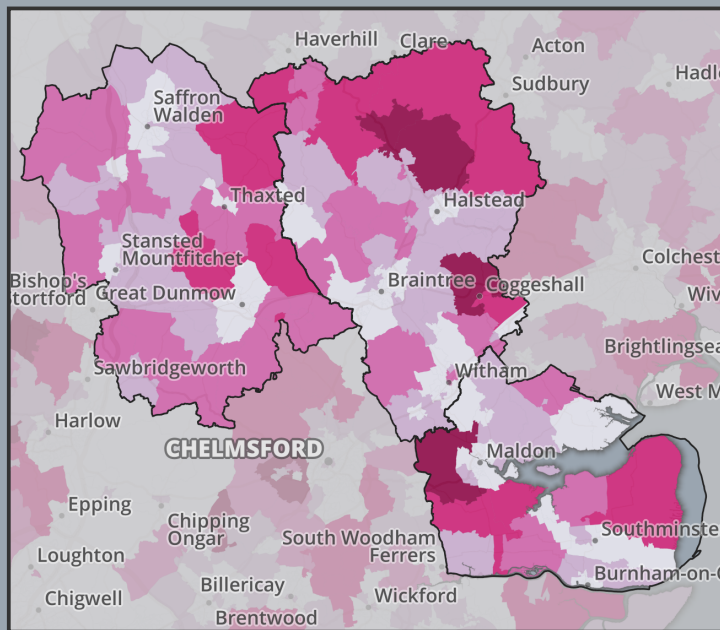 Haverhill
Clare
Acton
Hadl
Sudbury
Saffron
Walden
Thaxted
Halstead
Stansted
Mountfitchet
Colchest
Bishop's
tortford
Great Dunmow
Braintree
Coggeshall
Wiv
Brightlingsea
Sawbridgeworth
Witham
West M
Harlow
CHELMSFORD
Maldon
Epping
Chipping
Ongar
South Woodham
Ferrers
Southminste
Loughton
Burnham-on-C
Billericay
Chigwell
Wickford
Brentwood